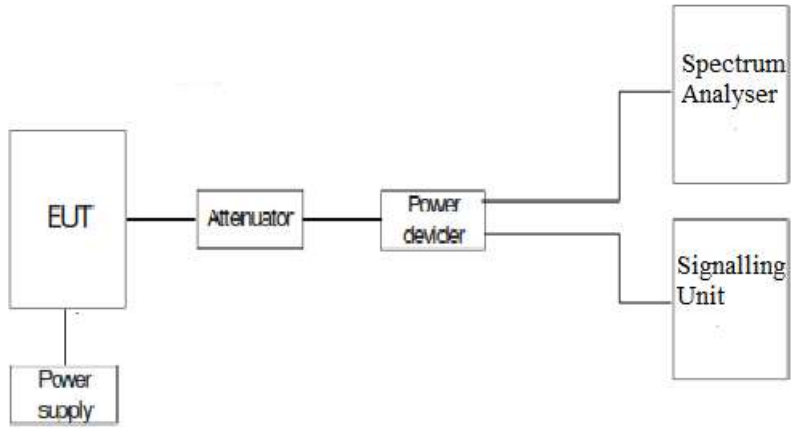 EUT
Power
supply
Attenuator
Power
devider
Spectrum
Analyser
Signalling
Unit